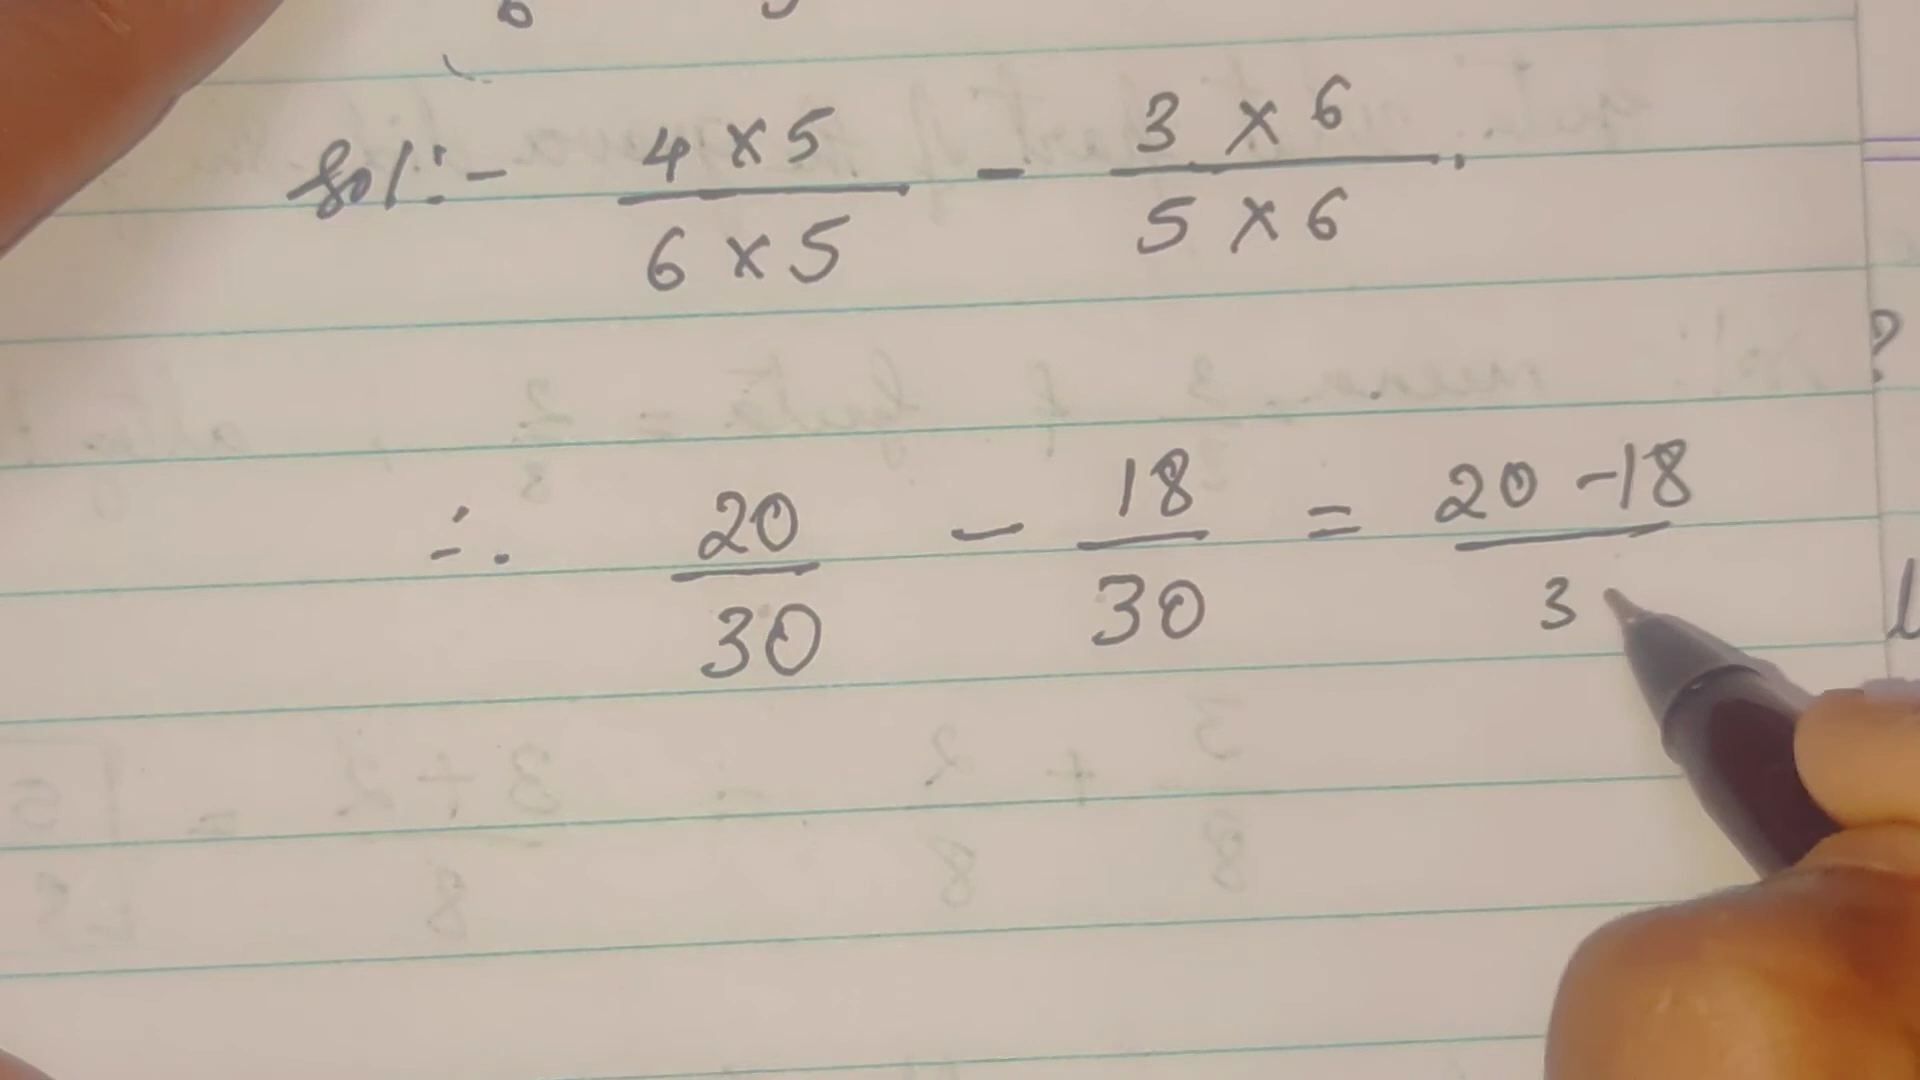 Sol:- 4 × 5 / 6 × 5 - 3 × 6 / 5 × 6 .
∴ 20 / 30 - 18 / 30 = 20 - 18 / 3